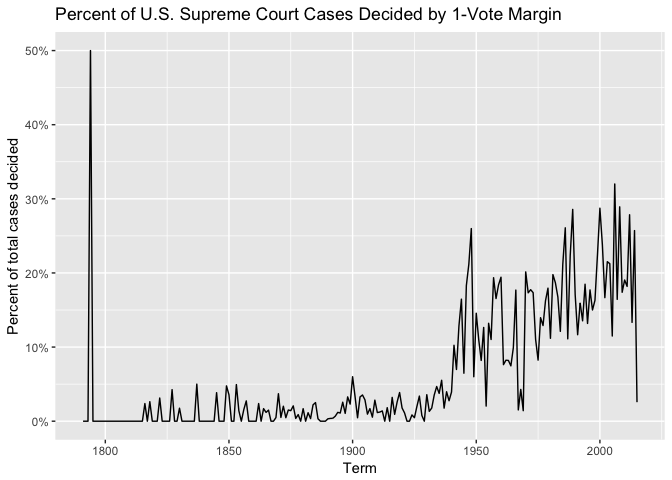 Percent of U.S. Supreme Court Cases Decided by 1-Vote Margin
50%
40%
30%
20%
10%
0%
Percent of total cases decided
1800 1850 1900 1950 2000
Term